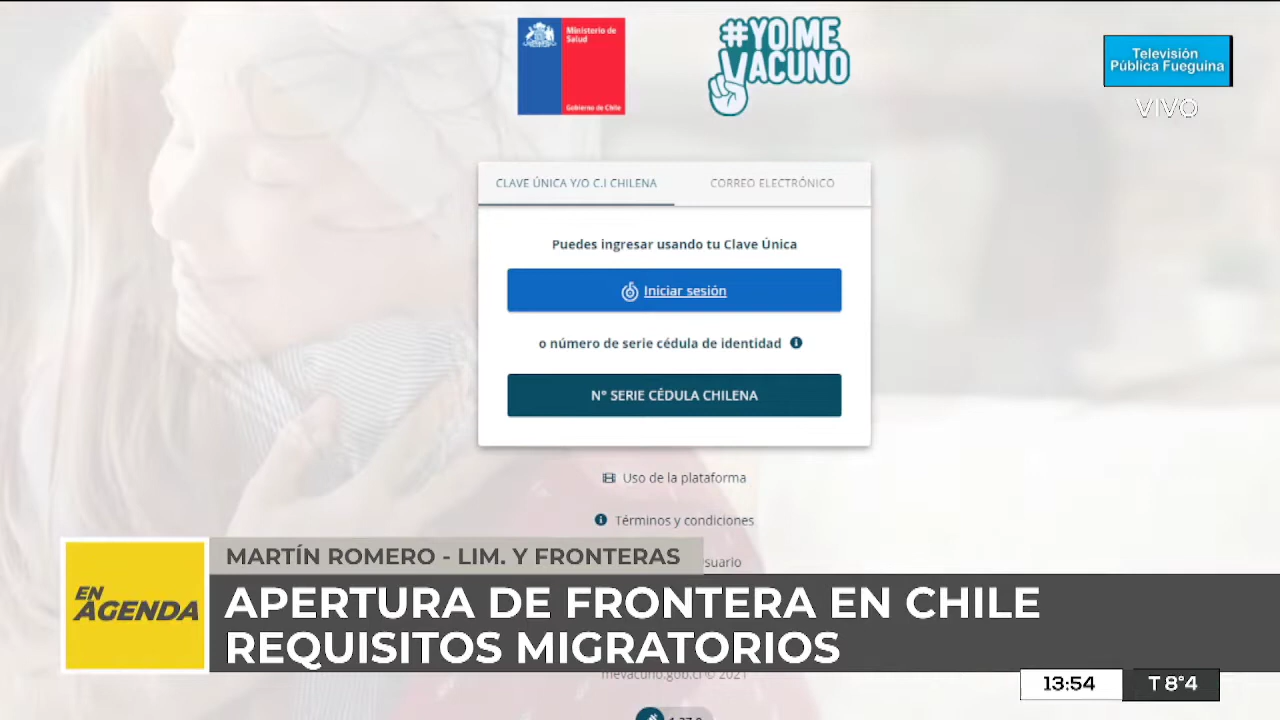 Ministerio de
Salud
Gobierno de Chile
#YO ME
VACUNO
Televisión
Pública Fueguina
VIVO
CLAVE ÚNICA Y/O C.I CHILENA
CORREO ELECTRÓNICO
Puedes ingresar usando tu Clave Única
Iniciar sesión
o número de serie cédula de identidad
N° SERIE CÉDULA CHILENA
Uso de la plataforma
Términos y condiciones
MARTÍN ROMERO - LIM. Y FRONTERAS
EN
AGENDA
APERTURA DE FRONTERA EN CHILE
REQUISITOS MIGRATORIOS
mevacuno.gob.cl© 2021
13:54
T 8°4